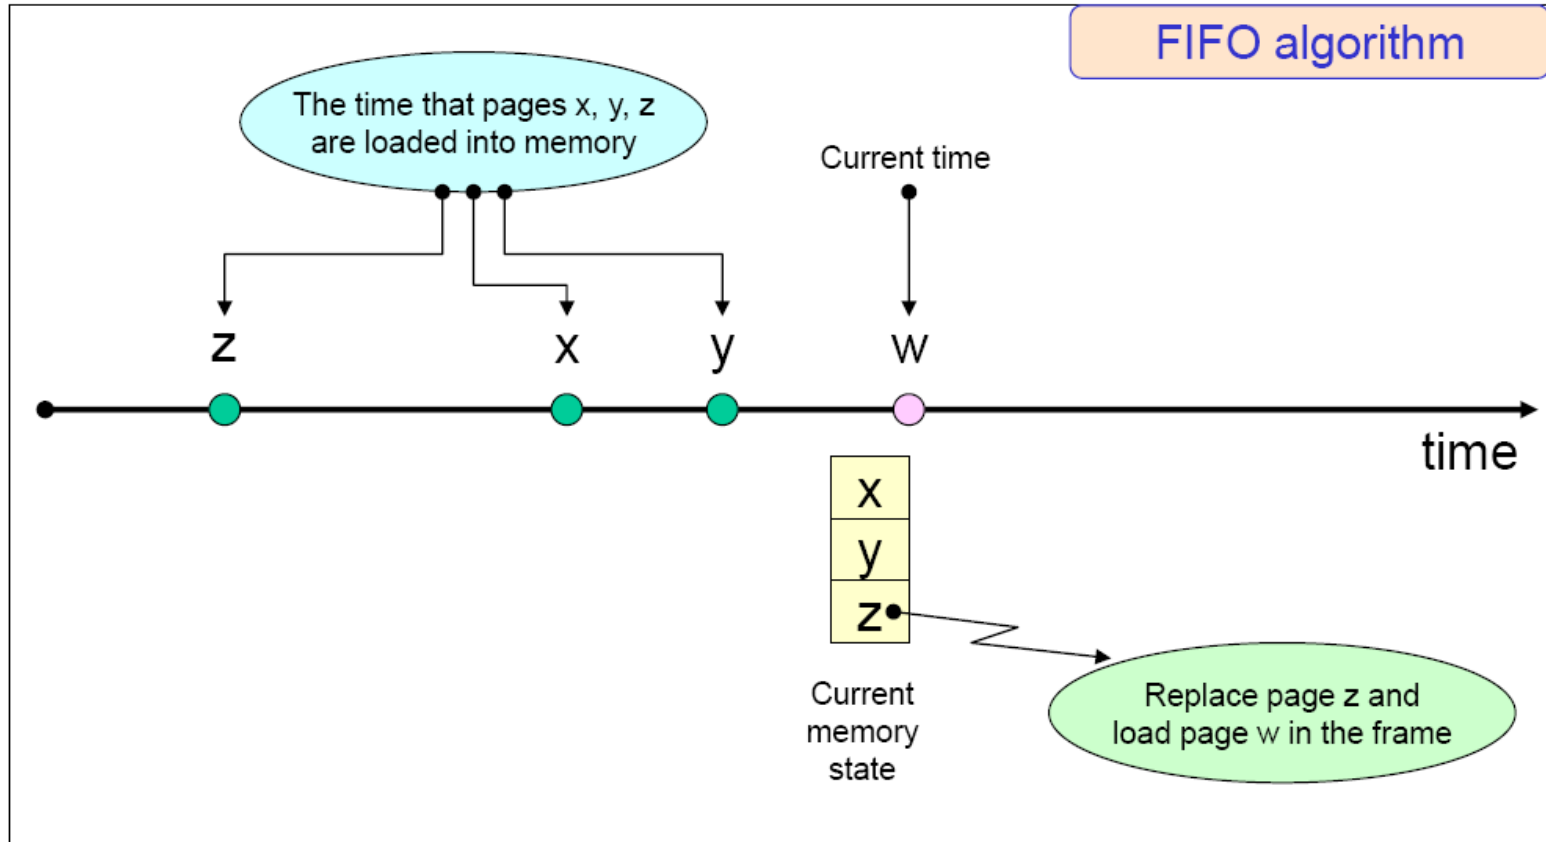 FIFO algorithm
The time that pages x, y, z
are loaded into memory
Current time
z
x
y
w
time
x
y
z
Current
memory
state
Replace page z and
load page w in the frame